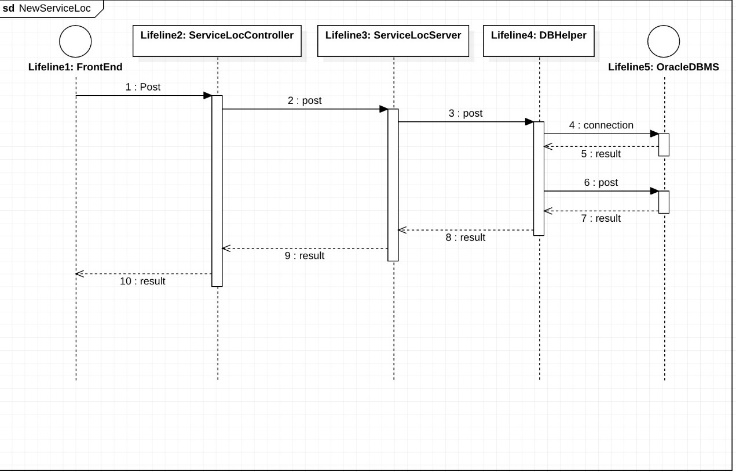 sd NewServiceLoc
Lifeline1: FrontEnd
Lifeline2: ServiceLocController
Lifeline3: ServiceLocServer
Lifeline4: DBHelper
Lifeline5: OracleDBMS
1 : Post
2 : post
3 : post
4 : connection
5 : result
6 : post
7 : result
8 : result
9 : result
10 : result